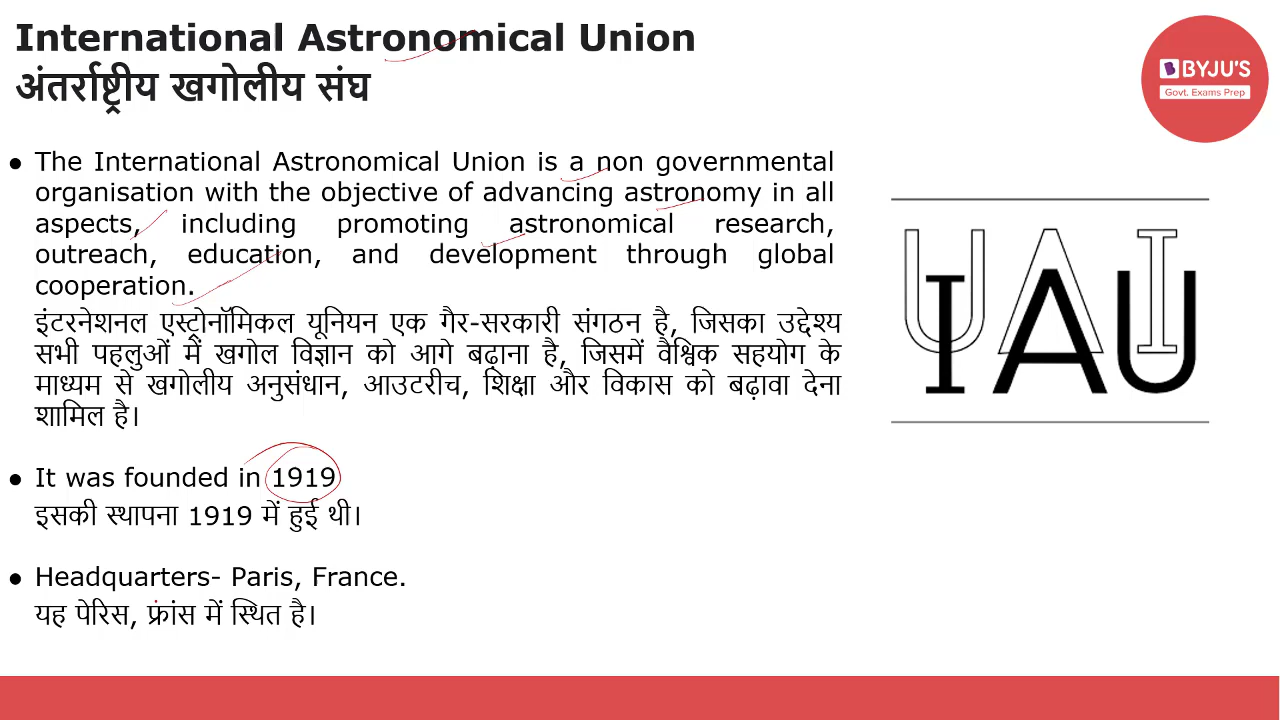 International Astronomical Union
अंतर्राष्ट्रीय खगोलीय संघ
BYJU'S
Govt. Exams Prep
● The International Astronomical Union is a non governmental
organisation with the objective of advancing astronomy in all
aspects, including promoting astronomical research,
outreach, education, and development through global
cooperation.
इंटरनेशनल एस्ट्रोनॉमिकल यूनियन एक गैर-सरकारी संगठन है, जिसका उद्देश्य
सभी पहलुओं में खगोल विज्ञान को आगे बढ़ाना है, जिसमें वैश्विक सहयोग के
माध्यम से खगोलीय अनुसंधान, आउटरीच, शिक्षा और विकास को बढ़ावा देना
शामिल है।
UAI
IAU
● It was founded in 1919
इसकी स्थापना 1919 में हुई थी।
● Headquarters- Paris, France.
यह पेरिस, फ्रांस में स्थित है।